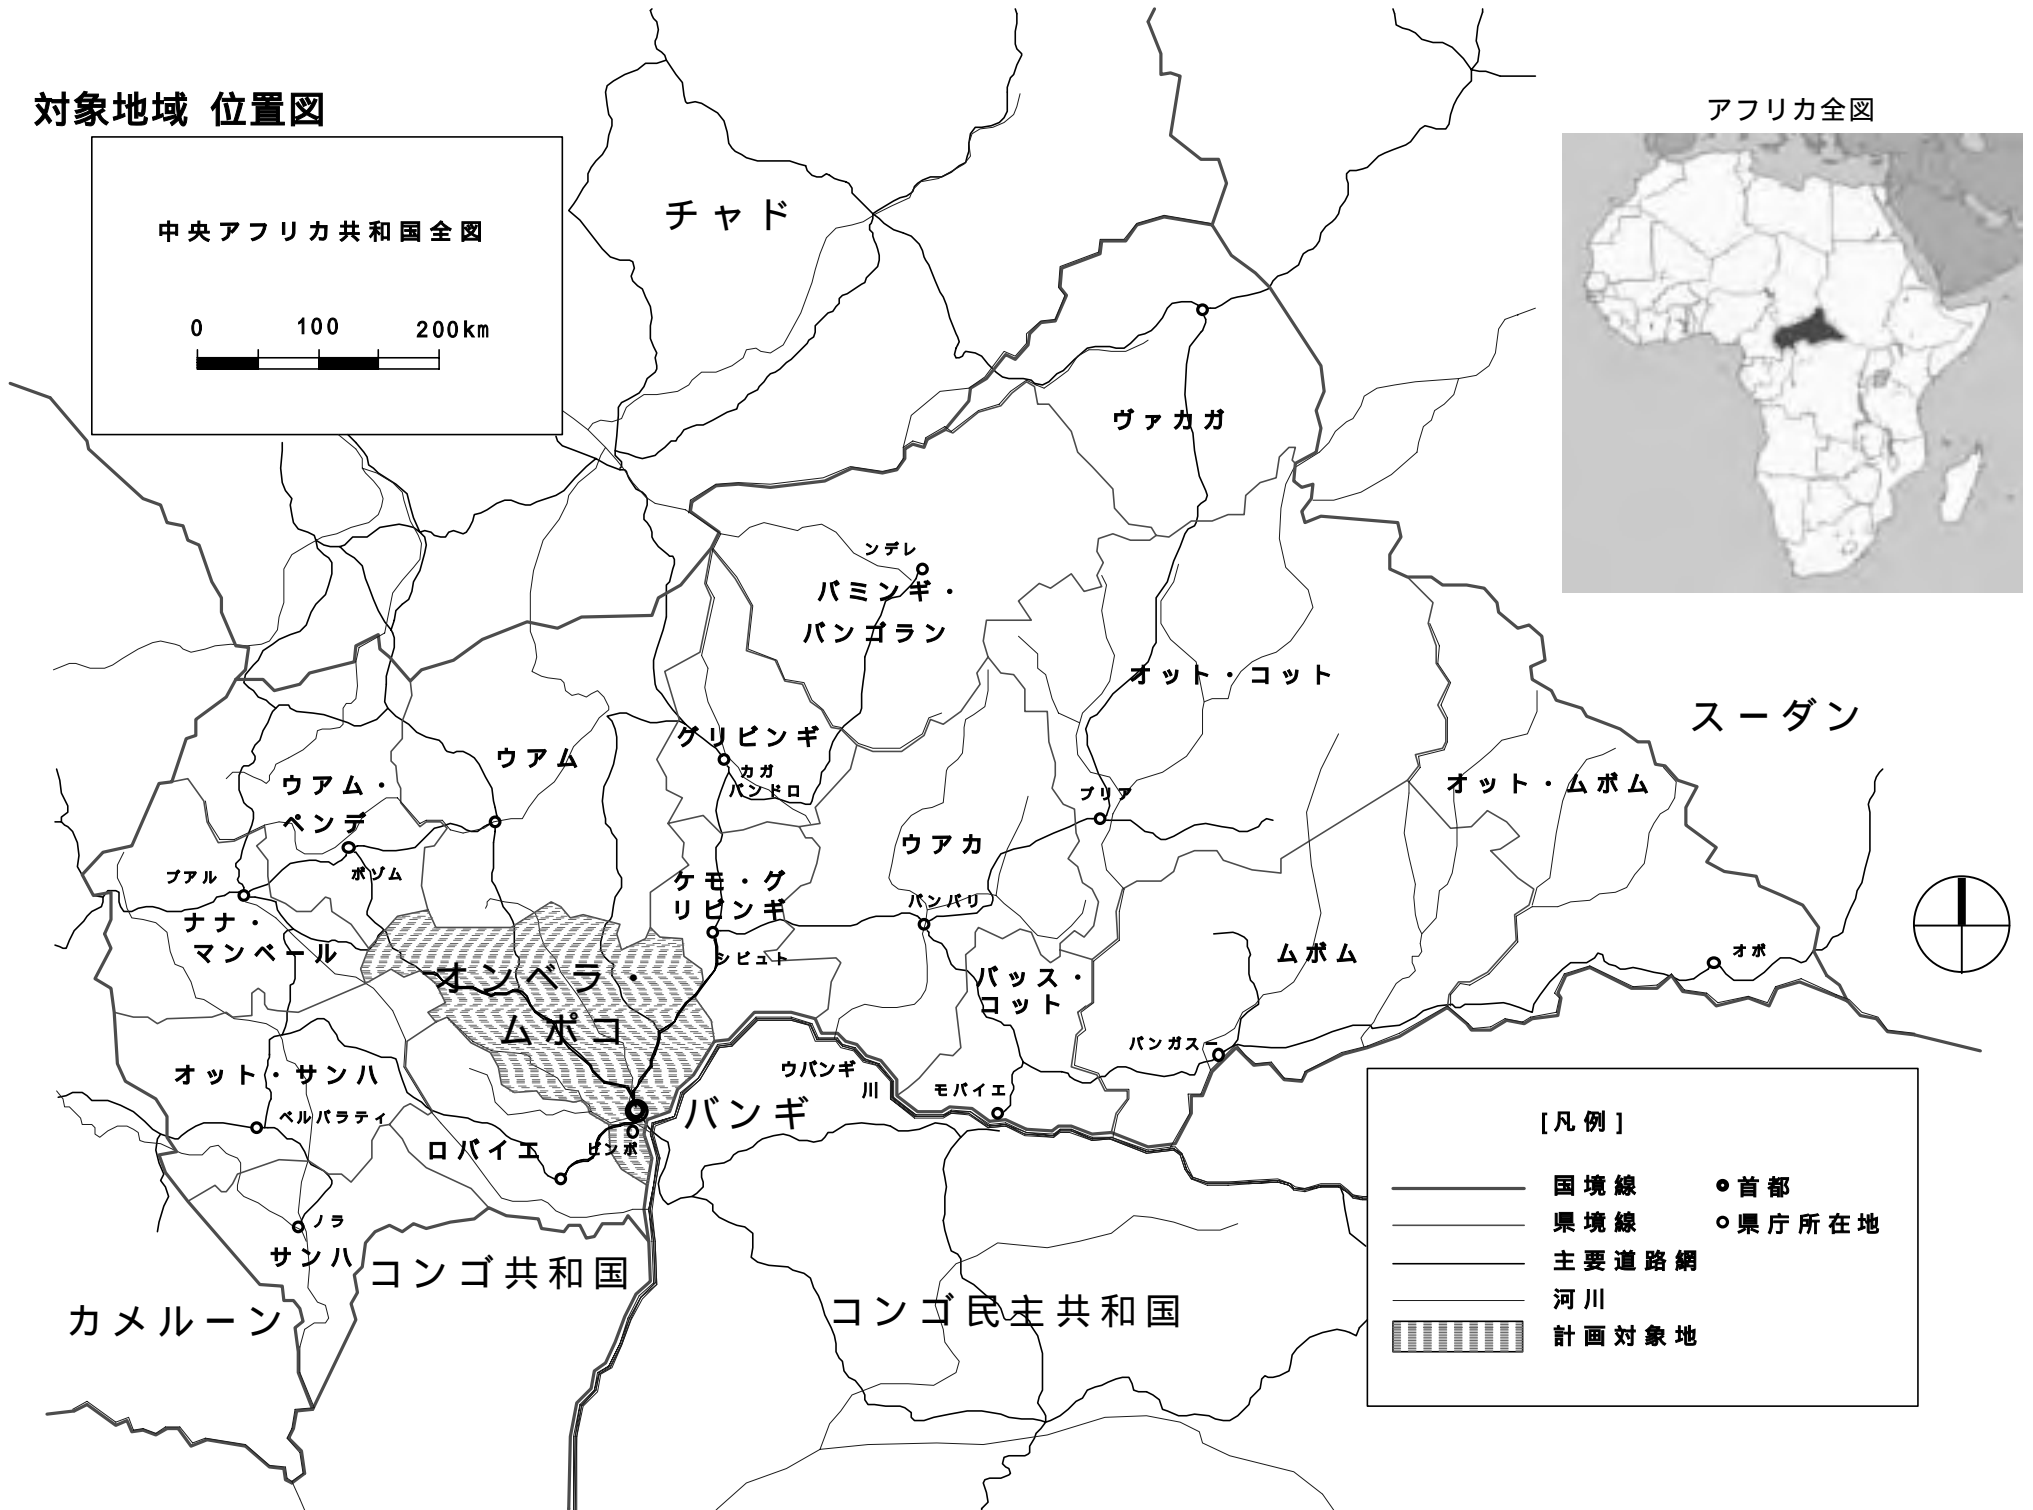 対象地域 位置図
中央アフリカ共和国全図
0 100 200km
アフリカ全図
チャド
ヴァカガ
ンデレ
バミンギ・
バンゴラン
オット・コット
スーダン
グリビンギ
カガ
バンドロ
ウアム
ウアム・
ペンデ
ボゾム
ブリア
オット・ムボム
ウアカ
バンバリ
ブアル
ナナ・
マンベール
ケモ・グ
リビンギ
シビュト
オンベラ・
ムポコ
バッス・
コット
ムボム
オボ
バンガスー
オット・サンハ
ベルバラティ
ウバンギ
川
モバイエ
バンギ
ロバイエ
ビンボ
ノラ
サンハ
コンゴ共和国
カメルーン
コンゴ民主共和国
[凡例]
国境線
県境線
主要道路網
河川
計画対象地
首都
県庁所在地